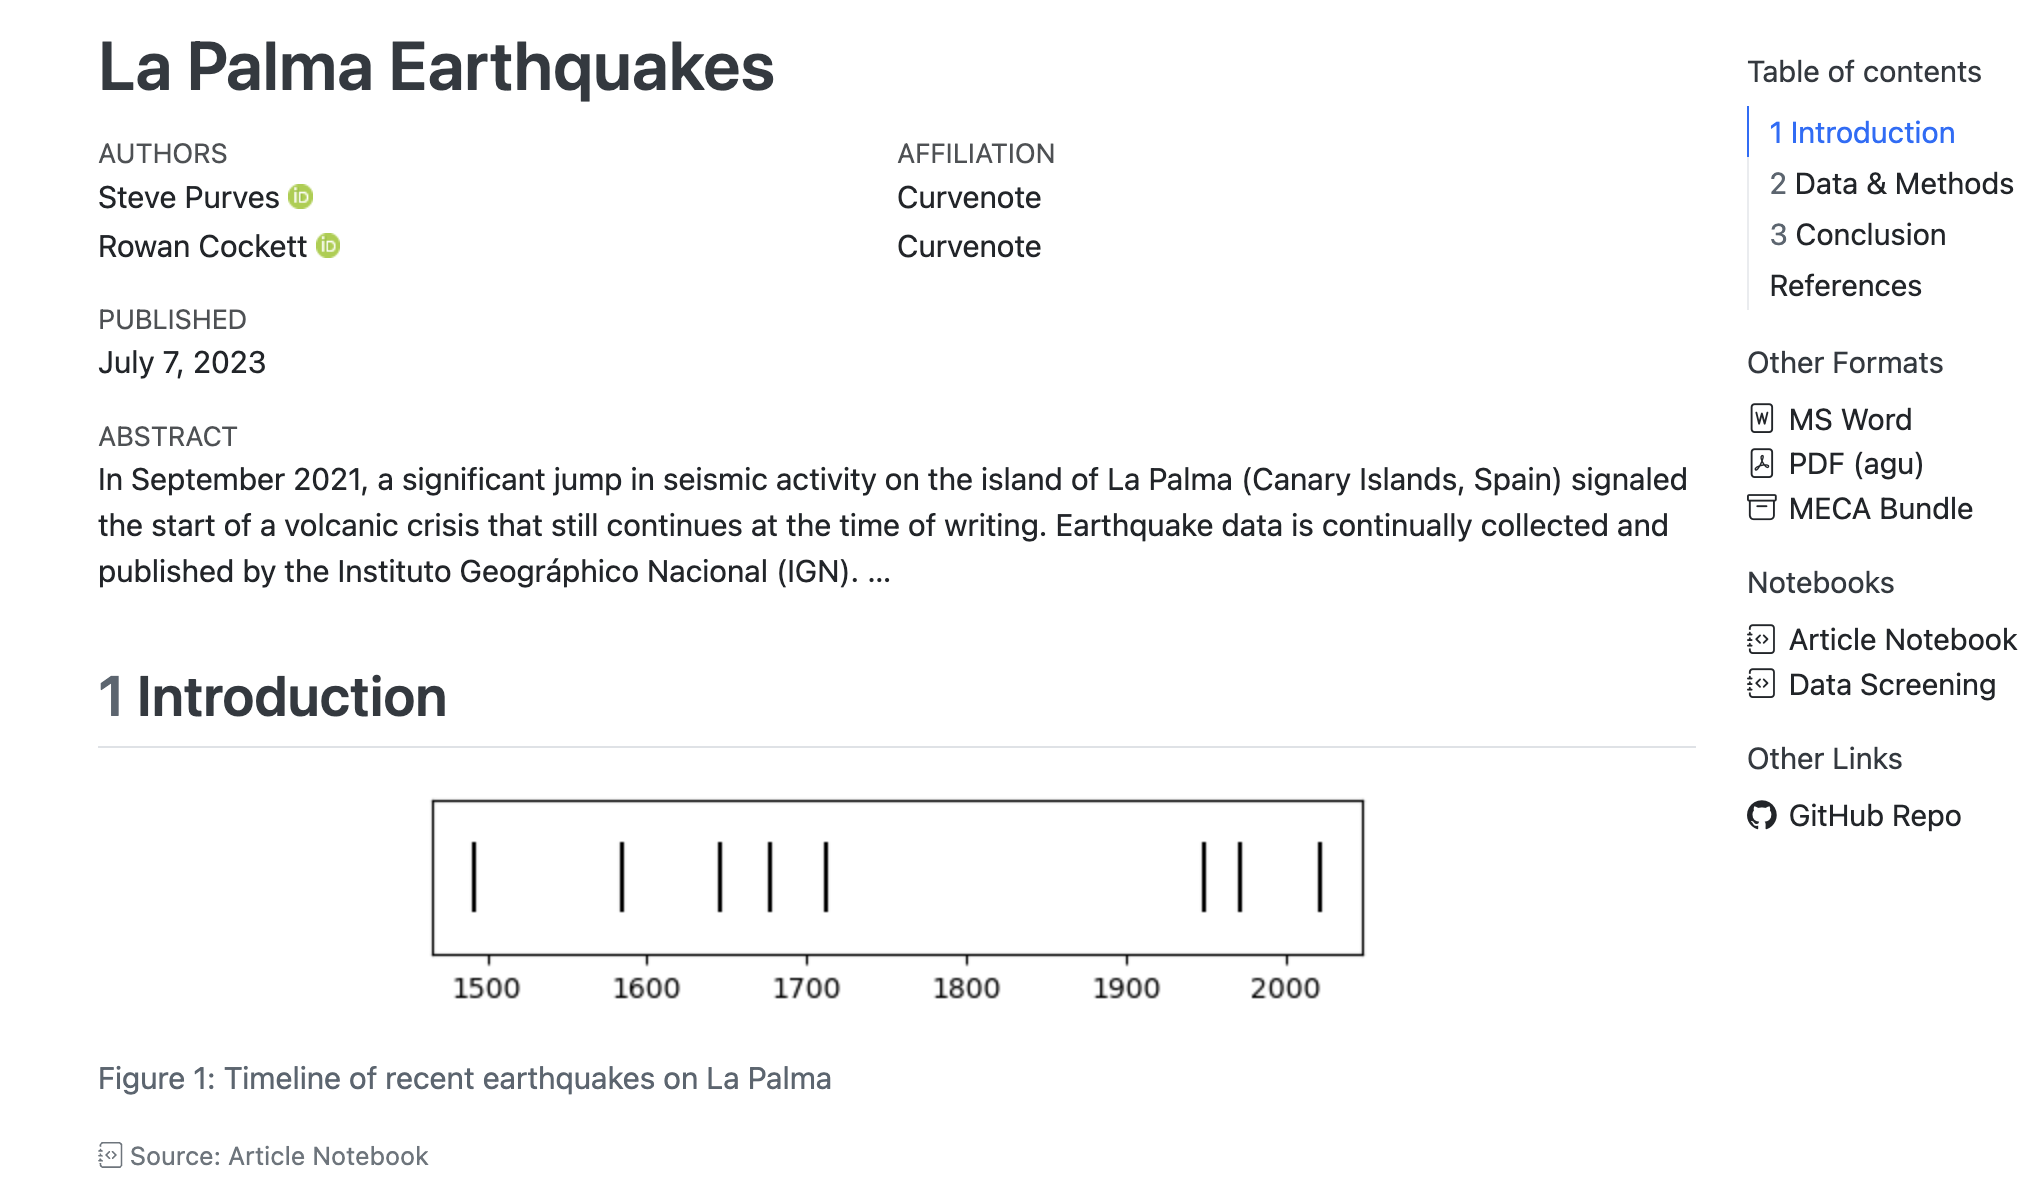 La Palma Earthquakes
AUTHORS
Steve Purves iD
Rowan Cockett iD
AFFILIATION
Curvenote
Curvenote
PUBLISHED
July 7, 2023
ABSTRACT
In September 2021, a significant jump in seismic activity on the island of La Palma (Canary Islands, Spain) signaled
the start of a volcanic crisis that still continues at the time of writing. Earthquake data is continually collected and
published by the Instituto Geográphico Nacional (IGN). ...
1 Introduction
1500 1600 1700 1800 1900 2000
Figure 1: Timeline of recent earthquakes on La Palma
Source: Article Notebook
Table of contents
1 Introduction
2 Data & Methods
3 Conclusion
References
Other Formats
MS Word
PDF (agu)
MECA Bundle
Notebooks
Article Notebook
Data Screening
Other Links
GitHub Repo